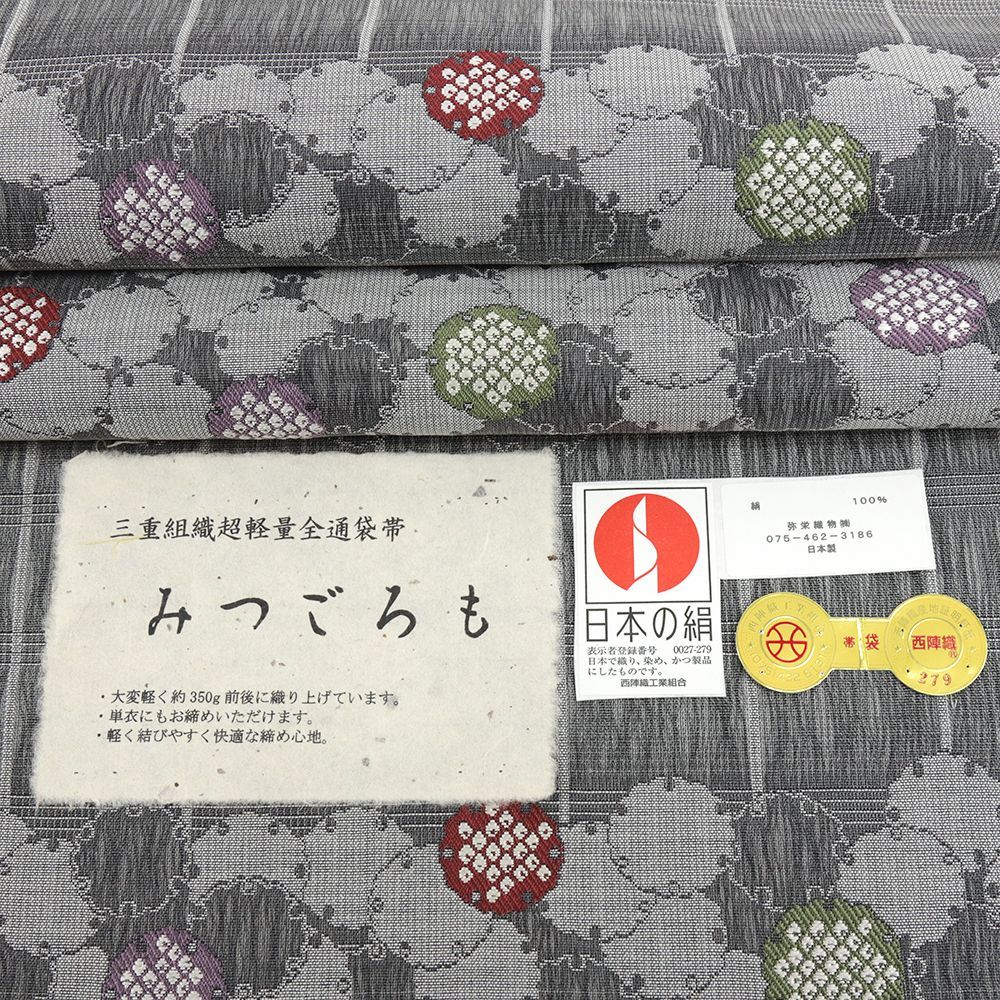 三重組織超軽量全通袋帯
みつごろも
・大変軽く約350g前後に織り上げています。
・単衣にもお締めいただけます。
・軽く結びやすく快適な締め心地。
日本の絹
表示者登録番号 0027-279
日本で織り、染め、かつ製品
にしたものです。
西陣織工業組合
絹 100%
弥栄織物㈱
075-462-3186
日本製
帯袋
西陣織
279